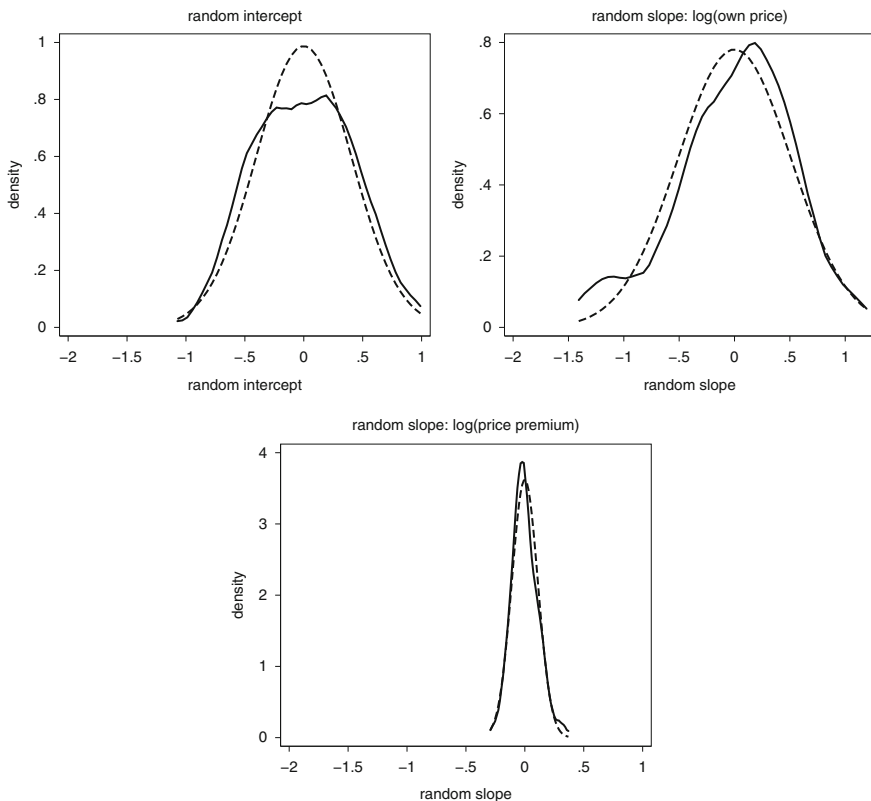 random intercept
density
1
.8
.6
.4
.2
0
−2 −1.5 −1 −.5 0 .5 1
random intercept
random slope: log(own price)
density
.8
.6
.4
.2
0
−2 −1.5 −1 −.5 0 .5 1
random slope
random slope: log(price premium)
density
4
3
2
1
0
−2 −1.5 −1 −.5 0 .5 1
random slope